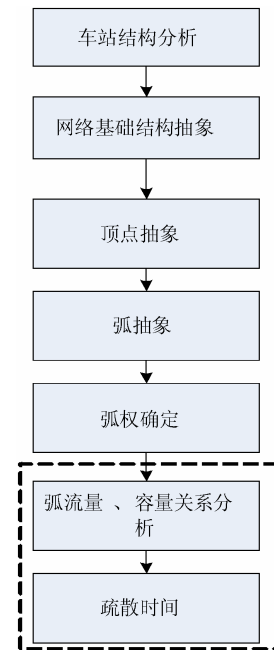 车站结构分析
网络基础结构抽象
顶点抽象
弧抽象
弧权确定
弧流量 、容量关系分
析
疏散时间